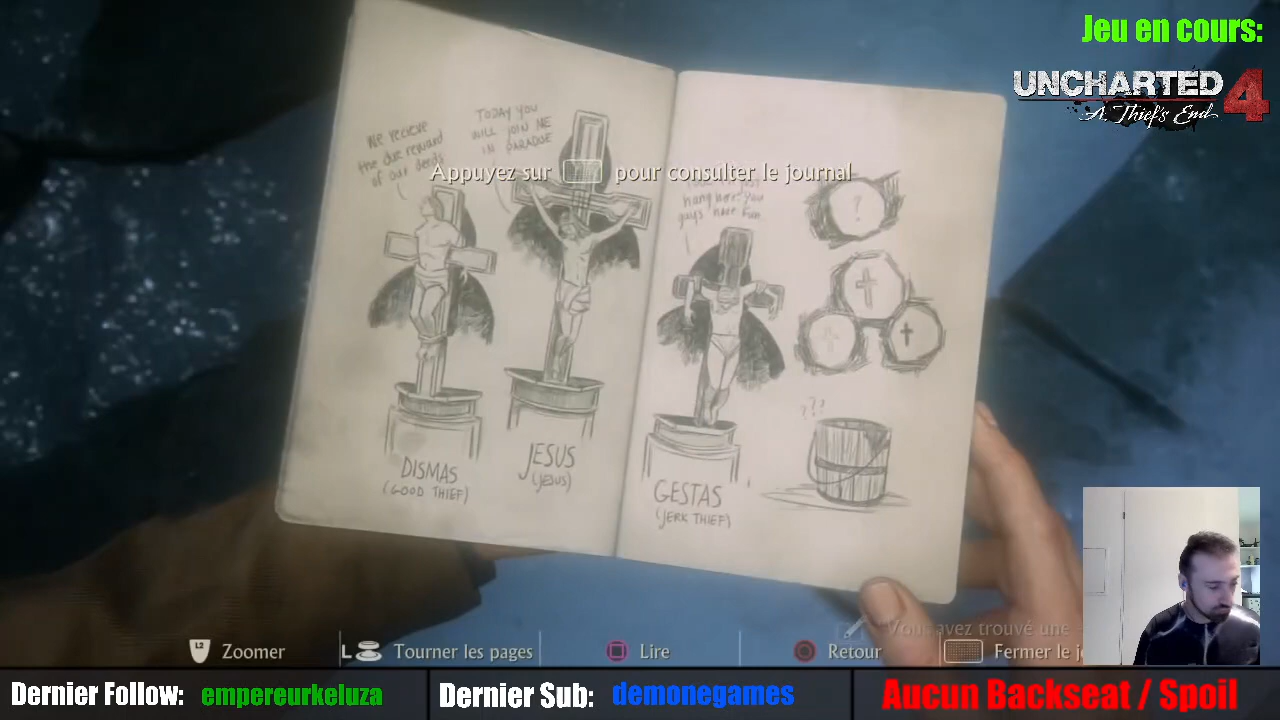 Jeu en cours:
UNCHARTED 4
A Thief's End
We recieve
the due reward
of our deeds
TODAY YOU
WILL JOIN ME
IN PARADISE
Appuyez sur pour consulter le journal
hang here. you
guys have fun.
?
DISMAS
(GOOD THIEF)
JESUS
(JESUS)
GESTAS
(JERK THIEF)
???
Vous avez trouvé une
L2 Zoomer
L Tourner les pages
Lire
Retour
Fermer le j
Dernier Follow: empereurkeluza
Dernier Sub: demonegames
Aucun Backseat / Spoil